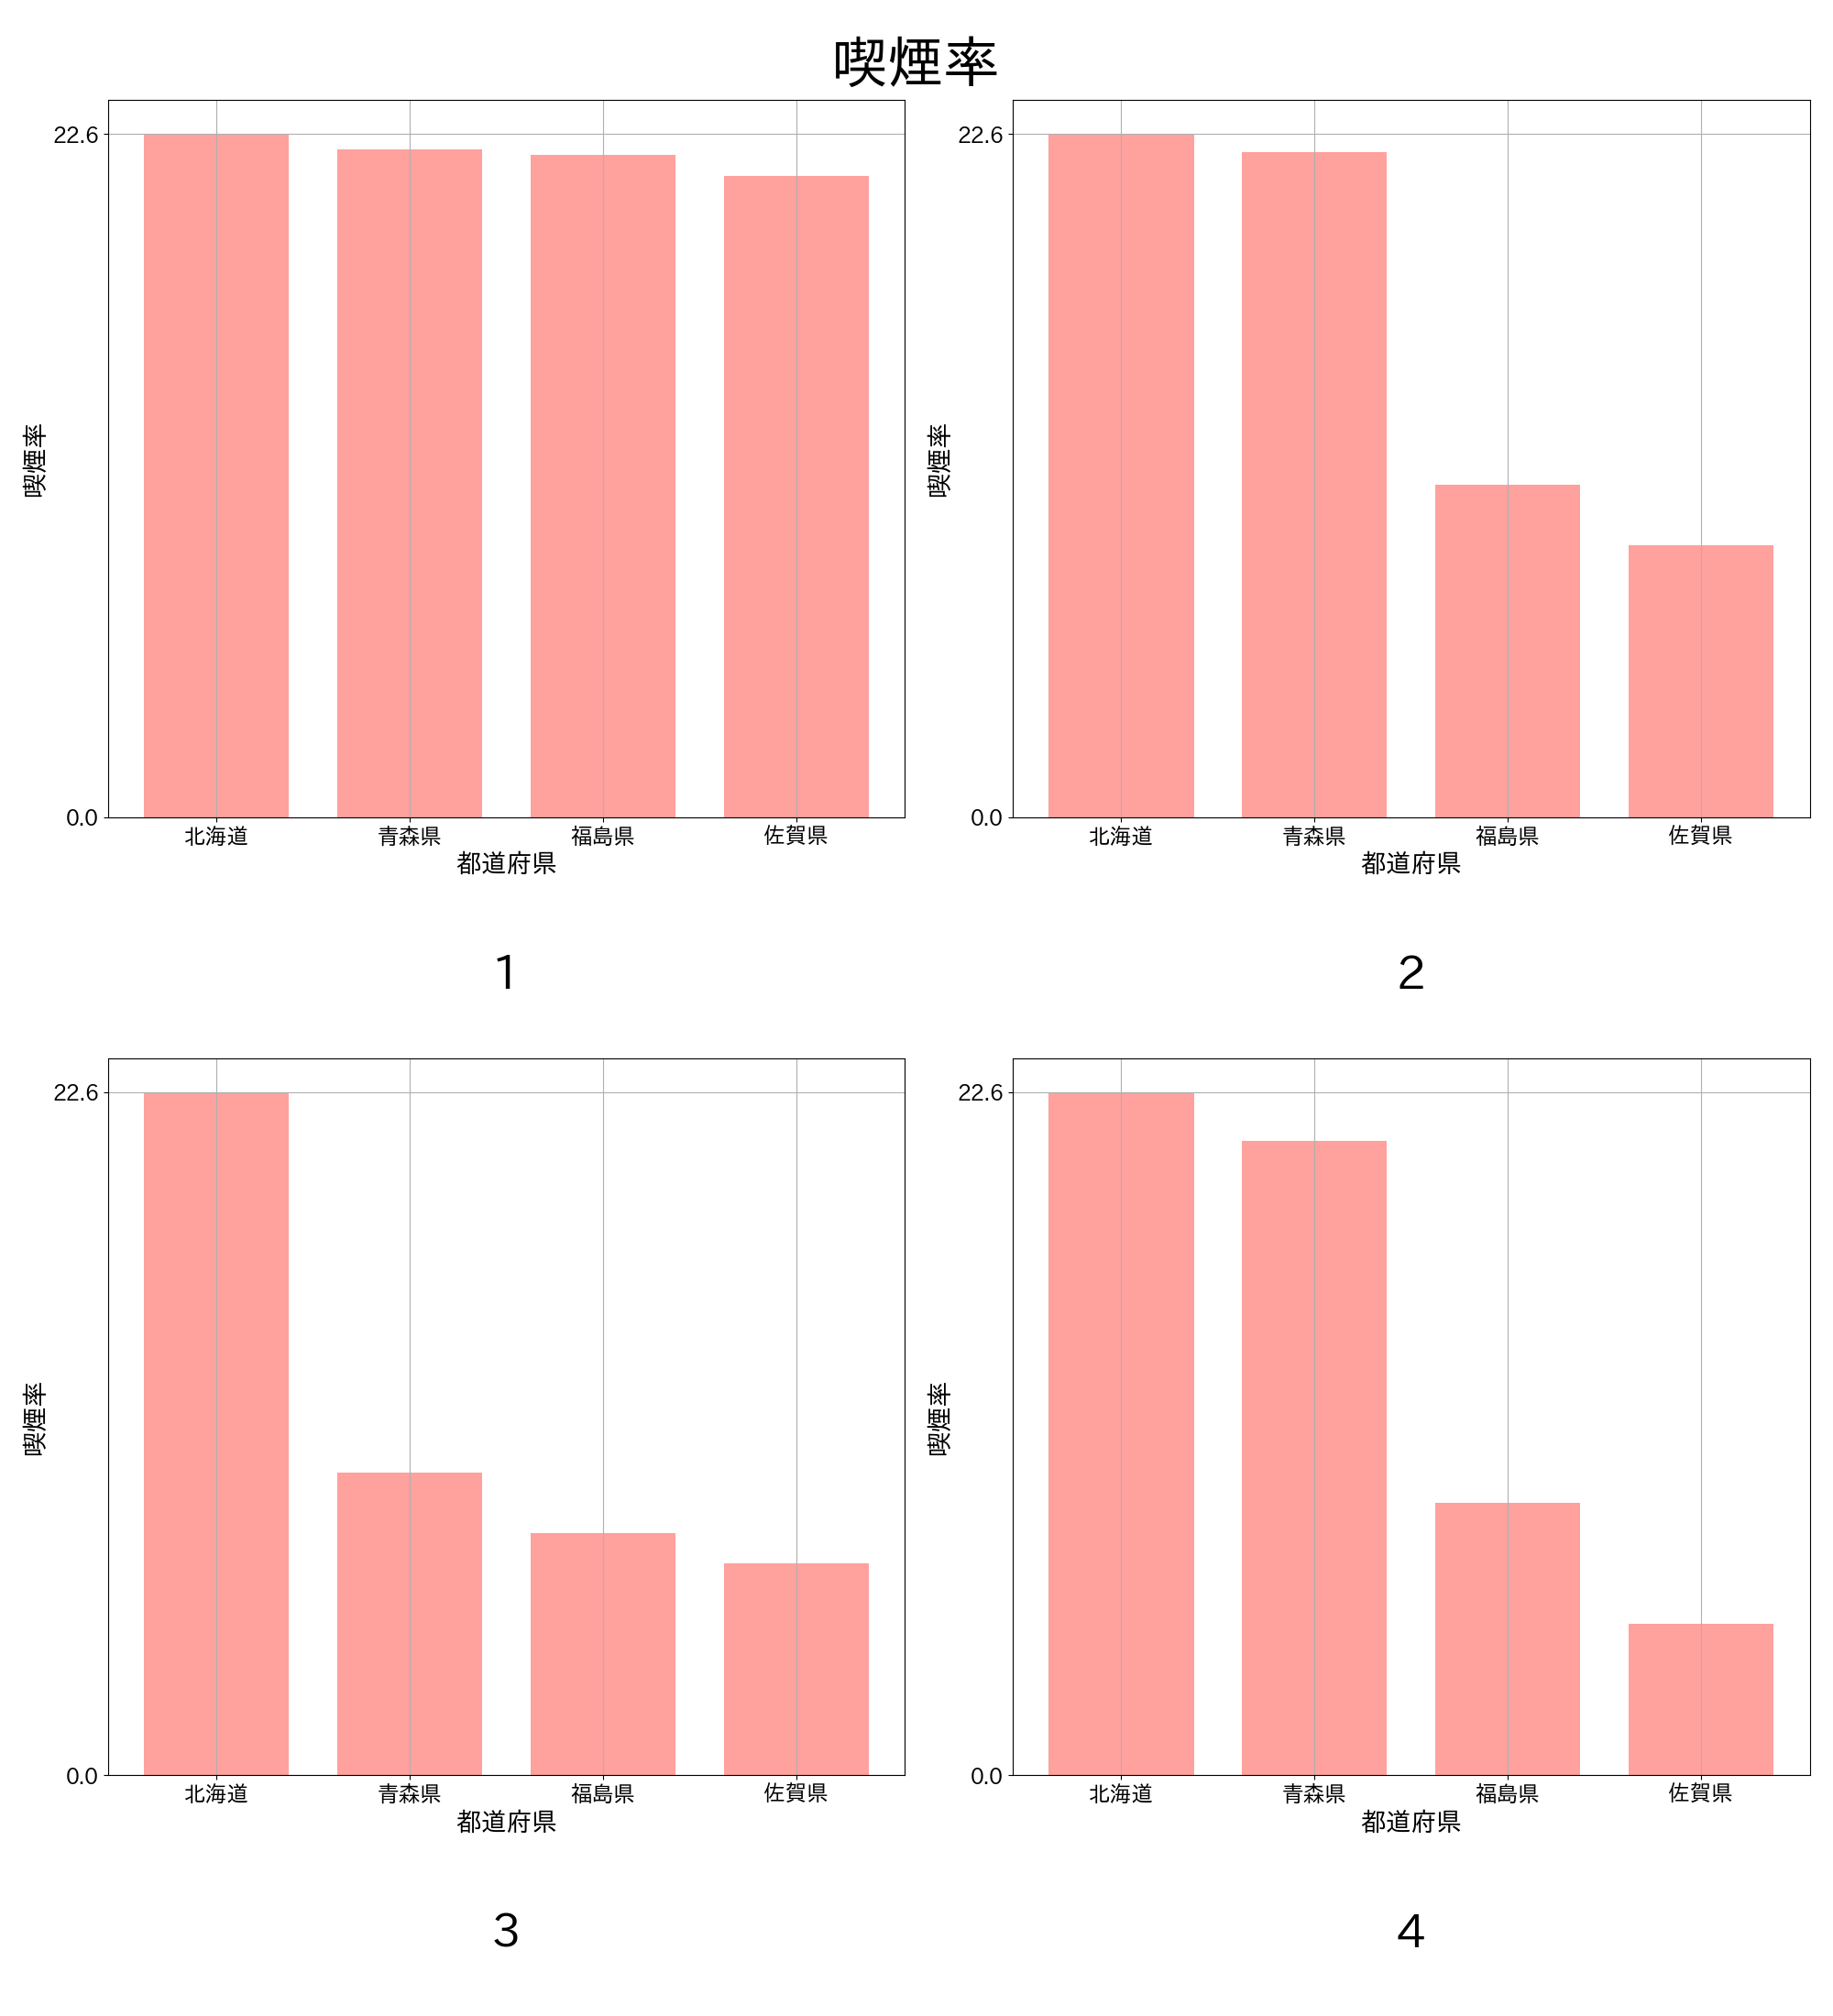 喫煙率
22.6
0.0
喫煙率
北海道 青森県 福島県 佐賀県
都道府県
1
22.6
0.0
喫煙率
北海道 青森県 福島県 佐賀県
都道府県
2
22.6
0.0
喫煙率
北海道 青森県 福島県 佐賀県
都道府県
3
22.6
0.0
喫煙率
北海道 青森県 福島県 佐賀県
都道府県
4